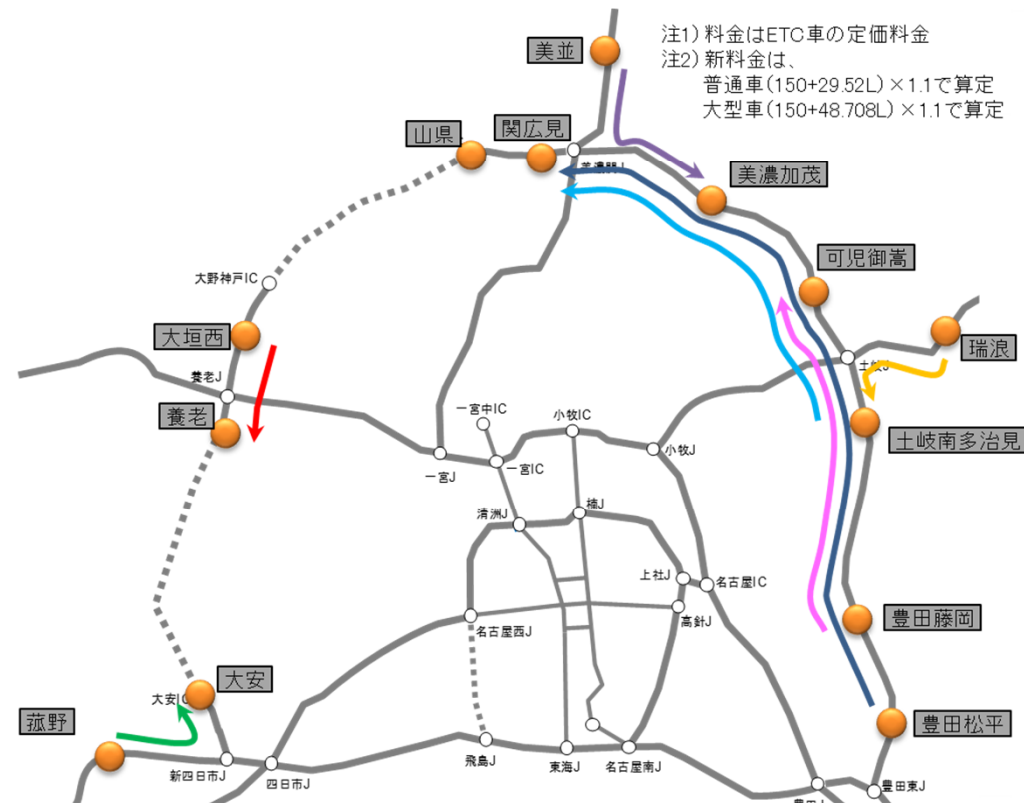 注1) 料金はETC車の定価料金
美並
注2) 新料金は、
普通車(150+29.52L)×1.1で算定
大型車(150+48.708L)×1.1で算定
山県
関広見
美濃加茂
可児御嵩
大野神戸IC
大垣西
瑞浪
土岐J
養老J
養老
一宮中IC
小牧IC
土岐南多治見
小牧J
一宮J
一宮IC
清洲J
楠J
上社J
名古屋IC
名古屋西J
高針J
豊田藤岡
大安
大安IC
菰野
豊田松平
飛島J
東海J
名古屋南J
新四日市J
四日市J
豊田東J